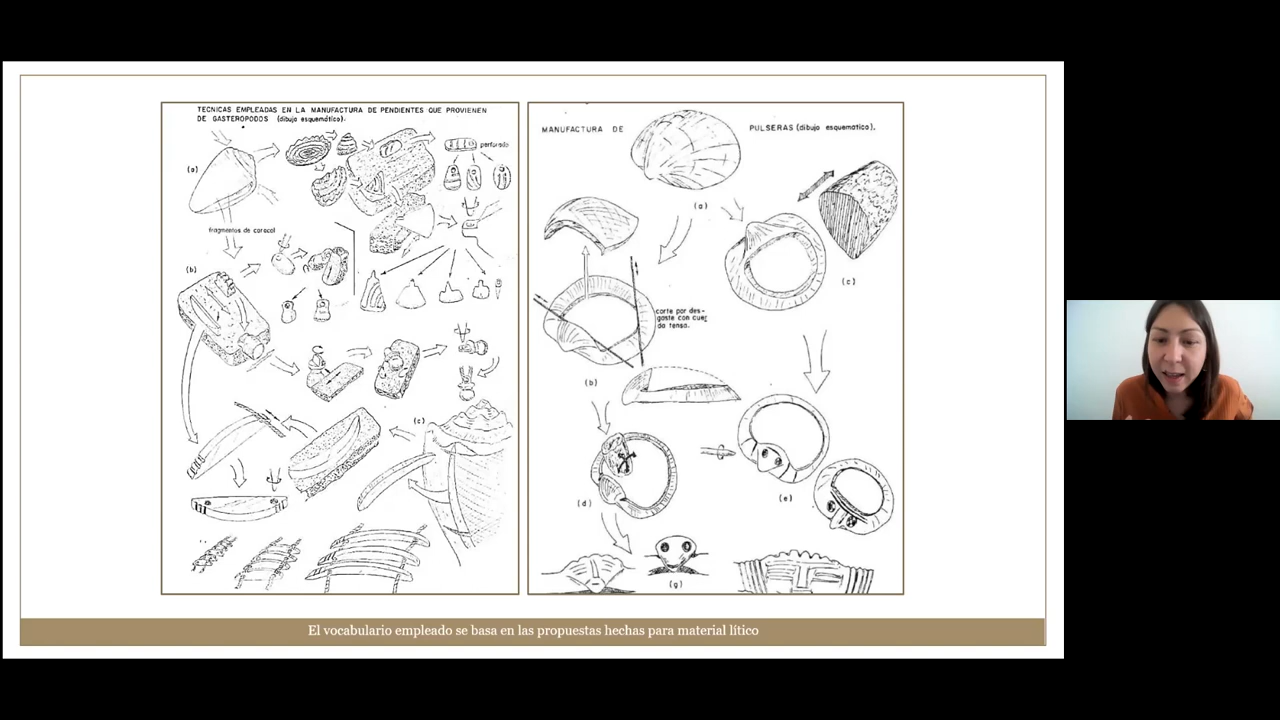 TECNICAS EMPLEADAS EN LA MANUFACTURA DE PENDIENTES QUE PROVIENEN
DE GASTEROPODOS (dibujo esquemático).
(a)
perforado
fragmentos de caracol
(b)
(c)
MANUFACTURA DE PULSERAS (dibujo esquematico).
(a)
(c)
corte por des-
gaste con cuer
da tensa.
(b)
(d)
(e)
(g)
El vocabulario empleado se basa en las propuestas hechas para material lítico